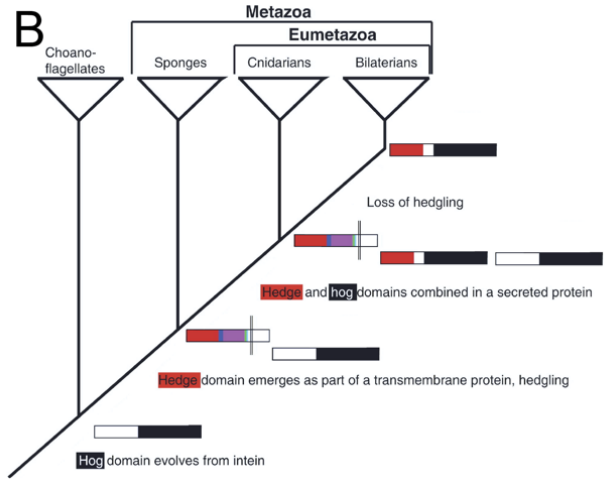 B
Metazoa
Eumetazoa
Choano-
flagellates
Sponges
Cnidarians
Bilaterians
Loss of hedgling
Hedge and hog domains combined in a secreted protein
Hedge domain emerges as part of a transmembrane protein, hedgling
Hog domain evolves from intein